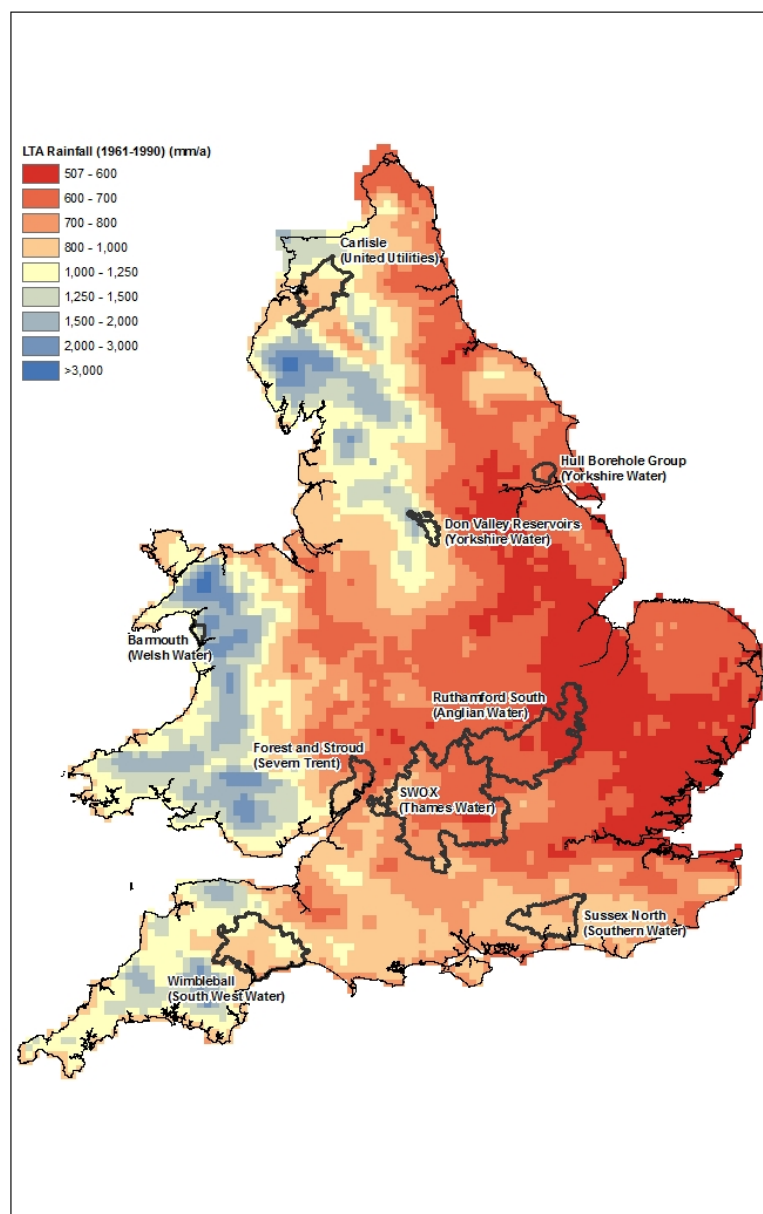 LTA Rainfall (1961-1990) (mm/a)
507 - 600
600 - 700
700 - 800
800 - 1,000
1,000 - 1,250
1,250 - 1,500
1,500 - 2,000
2,000 - 3,000
>3,000
Carlisle
(United Utilities)
Hull Borehole Group
(Yorkshire Water)
Don Valley Reservoirs
(Yorkshire Water)
Barmouth
(Welsh Water)
Ruthamford South
(Anglian Water)
Forest and Stroud
(Severn Trent)
SWOX
(Thames Water)
Sussex North
(Southern Water)
Wimbleball
(South West Water)